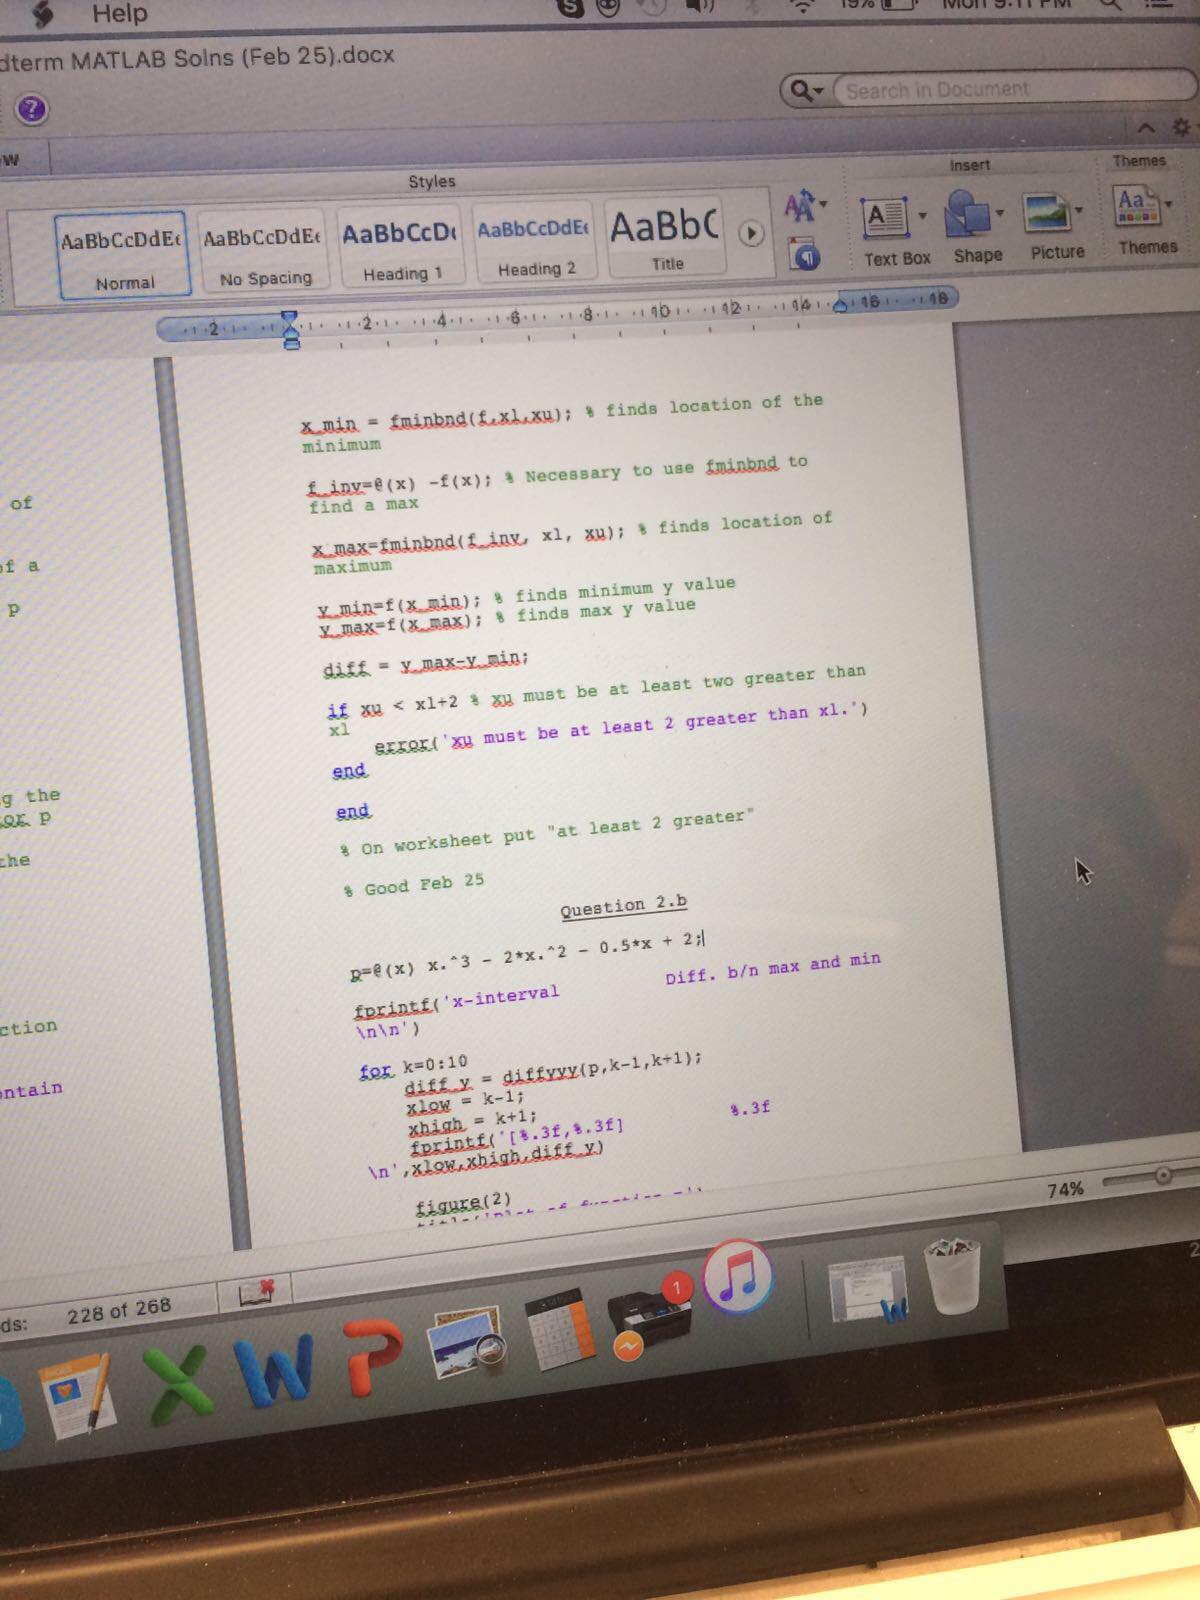 Help
19%
Mon 9:11 PM
dterm MATLAB Solns (Feb 25).docx
?
Search in Document
Styles
Insert
Themes
AaBbCcDdEe
AaBbCcDdEe
AaBbCcDd
AaBbCcDdEe
AaBbC
A
Aa
Normal
No Spacing
Heading 1
Heading 2
Title
Text Box
Shape
Picture
Themes
2 2 4 6 8 10 12 14 16 18
x_min = fminbnd(f,xl,xu); % finds location of the
minimum
f_inv=@(x) -f(x); % Necessary to use fminbnd to
find a max
x_max=fminbnd(f_inv, xl, xu); % finds location of
maximum
y_min=f(x_min); % finds minimum y value
y_max=f(x_max); % finds max y value
diff = y_max-y_min;
if xu < xl+2 % xu must be at least two greater than
xl
error('xu must be at least 2 greater than xl.')
end
end
% On worksheet put "at least 2 greater"
% Good Feb 25
Question 2.b
p=@(x) x.^3 - 2*x.^2 - 0.5*x + 2;
fprintf('x-interval Diff. b/n max and min
\n\n')
for k=0:10
diff_y = diffyyy(p,k-1,k+1);
xlow = k-1;
xhigh = k+1;
fprintf('[%.3f,%.3f] %.3f
\n',xlow,xhigh,diff_y)
figure(2)
of
of a
p
g the
or p
the
ction
ontain
74%
ds: 228 of 268
1